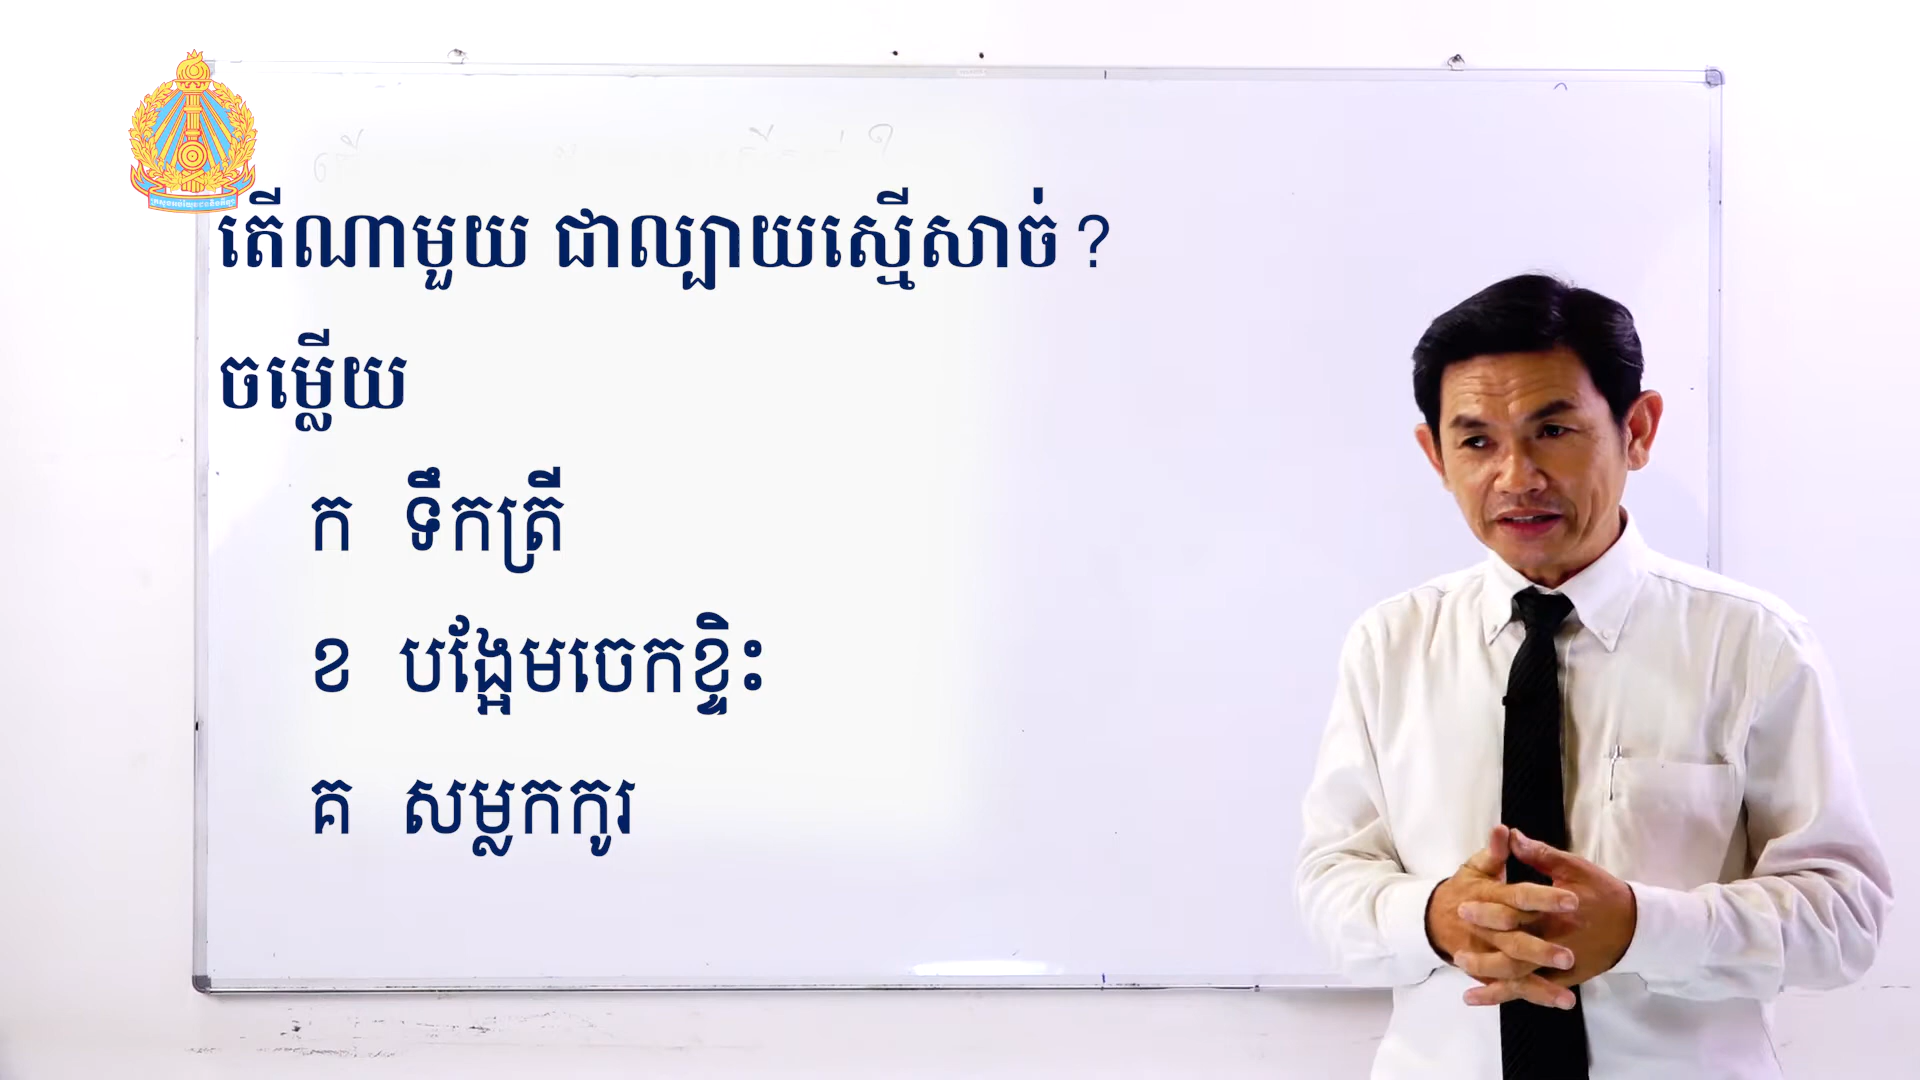 តើណាមួយ ជាល្បាយស្មើសាច់ ?
ចម្លើយ
ក ទឹកត្រី
ខ បង្អែមចេកខ្ទិះ
គ សម្លកកូរ